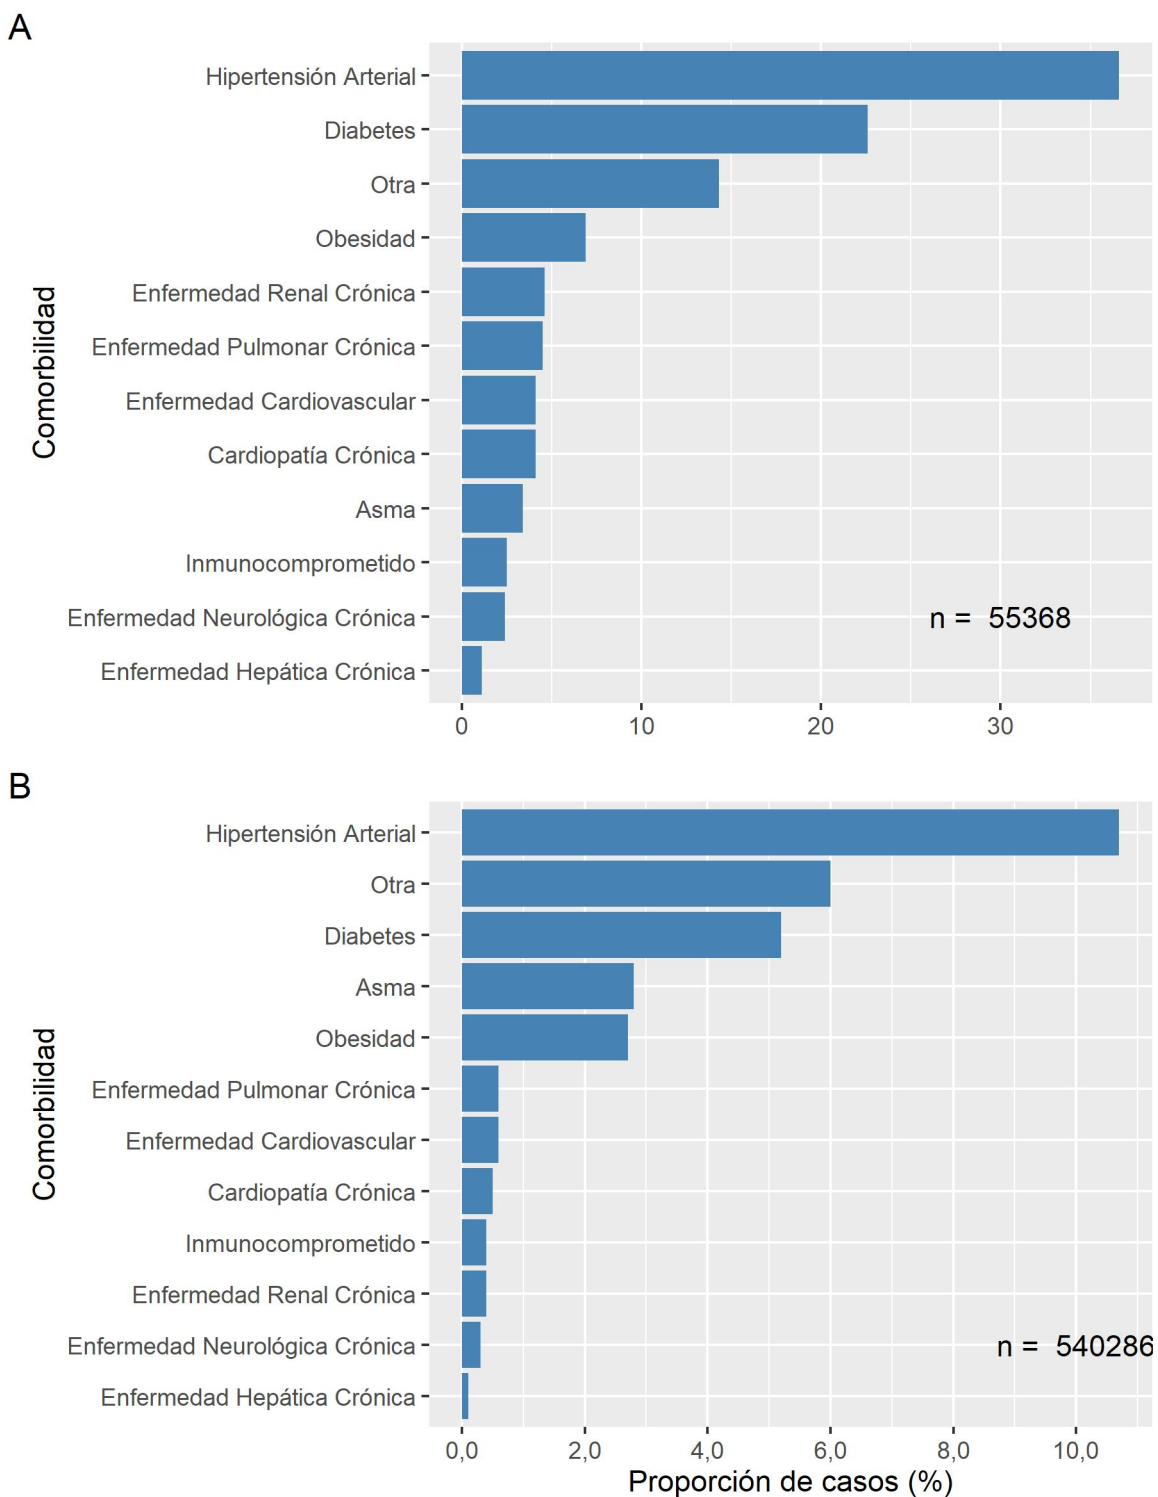 A
Hipertensión Arterial
Diabetes
Otra
Obesidad
Enfermedad Renal Crónica
Enfermedad Pulmonar Crónica
Enfermedad Cardiovascular
Cardiopatía Crónica
Asma
Inmunocomprometido
Enfermedad Neurológica Crónica
Enfermedad Hepática Crónica
Comorbilidad
n = 55368
0 10 20 30
B
Hipertensión Arterial
Otra
Diabetes
Asma
Obesidad
Enfermedad Pulmonar Crónica
Enfermedad Cardiovascular
Cardiopatía Crónica
Inmunocomprometido
Enfermedad Renal Crónica
Enfermedad Neurológica Crónica
Enfermedad Hepática Crónica
Comorbilidad
n = 540286
0,0 2,0 4,0 6,0 8,0 10,0
Proporción de casos (%)